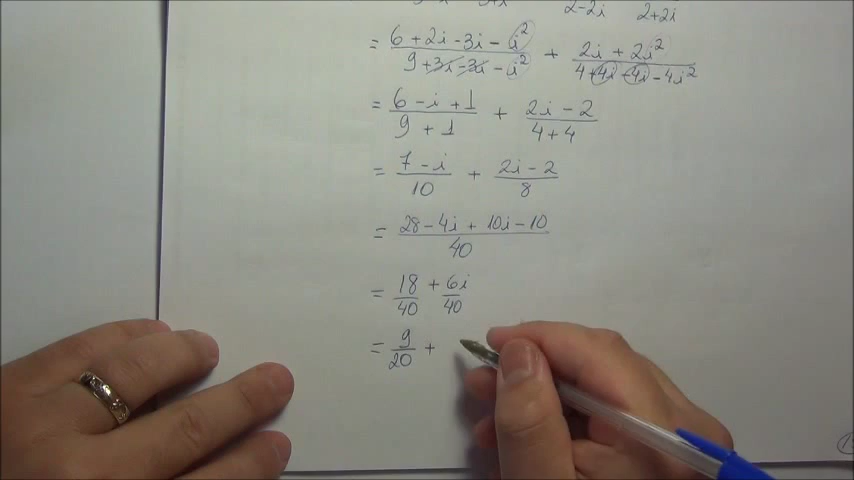 2-2i 2+2i
= (6 + 2i - 3i - i²)/(9 + 3i - 3i - i²) + (2i + 2i²)/(4 + 4i - 4i - 4i²)
= (6 - i + 1)/(9 + 1) + (2i - 2)/(4 + 4)
= (7 - i)/10 + (2i - 2)/8
= (28 - 4i + 10i - 10)/40
= 18/40 + 6i/40
= 9/20 +